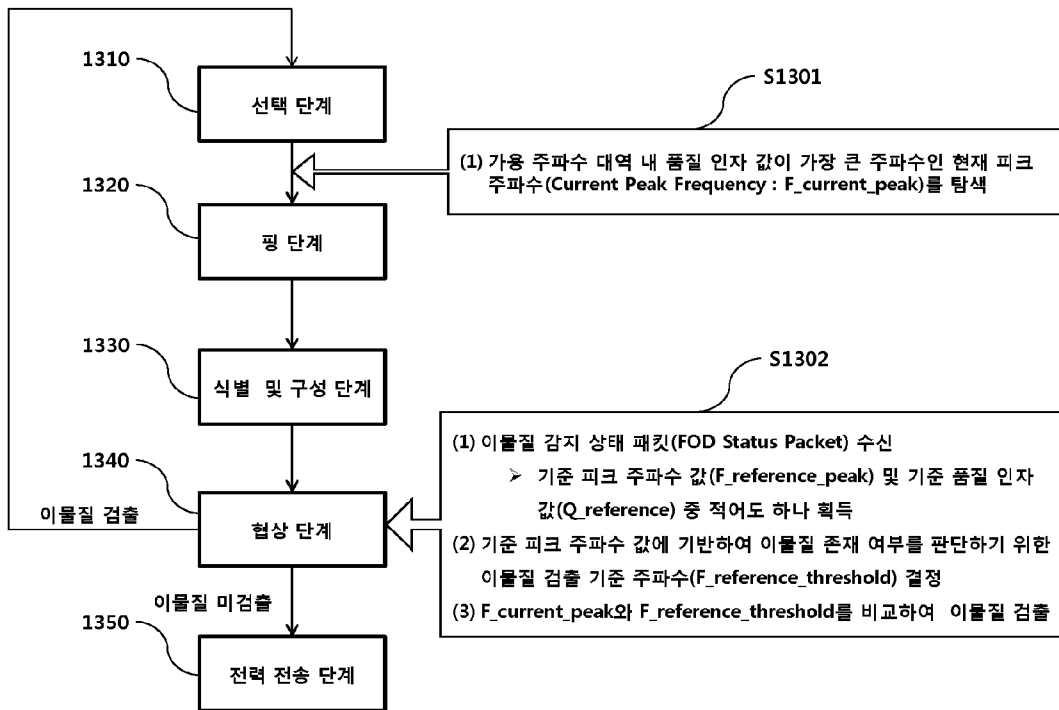 1310
선택 단계
S1301
(1) 가용 주파수 대역 내 품질 인자 값이 가장 큰 주파수인 현재 피크
주파수(Current Peak Frequency : F_current_peak)를 탐색
1320
핑 단계
1330
식별 및 구성 단계
S1302
(1) 이물질 감지 상태 패킷(FOD Status Packet) 수신
➢ 기준 피크 주파수 값(F_reference_peak) 및 기준 품질 인자
값(Q_reference) 중 적어도 하나 획득
(2) 기준 피크 주파수 값에 기반하여 이물질 존재 여부를 판단하기 위한
이물질 검출 기준 주파수(F_reference_threshold) 결정
(3) F_current_peak와 F_reference_threshold를 비교하여 이물질 검출
1340
이물질 검출
협상 단계
이물질 미검출
1350
전력 전송 단계